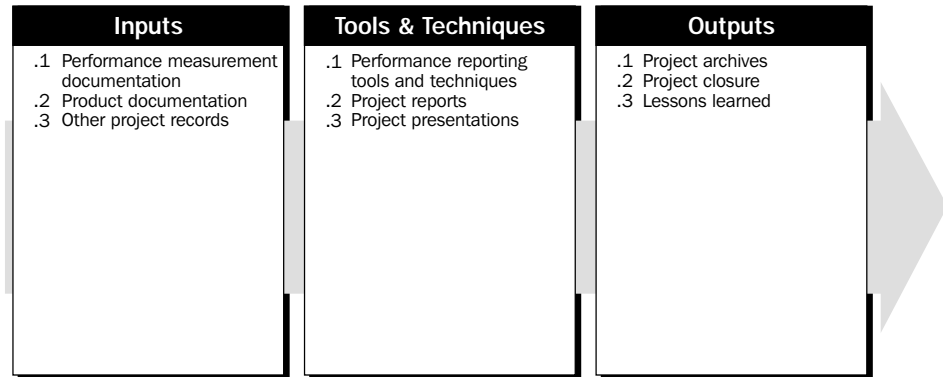 Inputs
.1 Performance measurement
documentation
.2 Product documentation
.3 Other project records
Tools & Techniques
.1 Performance reporting
tools and techniques
.2 Project reports
.3 Project presentations
Outputs
.1 Project archives
.2 Project closure
.3 Lessons learned